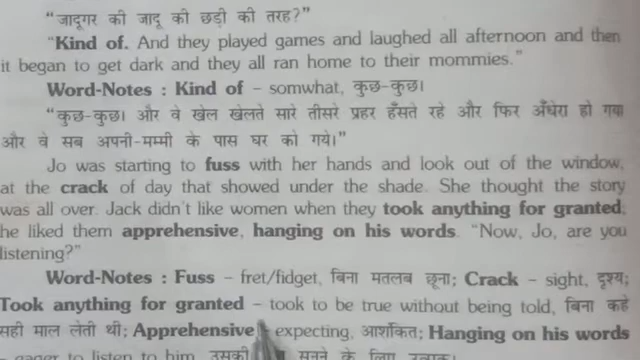 “जादूगर की जादू की छड़ी की तरह?”
“Kind of. And they played games and laughed all afternoon and then
it began to get dark and they all ran home to their mommies.”
Word-Notes : Kind of – somwhat, कुछ-कुछ।
“कुछ-कुछ। और वे खेल खेलते सारे तीसरे प्रहर हँसते रहे और फिर अँधेरा हो गया
और वे सब अपनी-मम्मी के पास घर को गये।”
Jo was starting to fuss with her hands and look out of the window,
at the crack of day that showed under the shade. She thought the story
was all over. Jack didn't like women when they took anything for granted;
he liked them apprehensive, hanging on his words. “Now, Jo, are you
listening?”
Word-Notes : Fuss – fret/fidget, बिना मतलब छूना; Crack – sight, दृश्य;
Took anything for granted – took to be true without being told, बिना कहे
सही माल लेती थी; Apprehensive – expecting, आशंकित; Hanging on his words
– eager to listen to him, उसकी सुनने के लिए